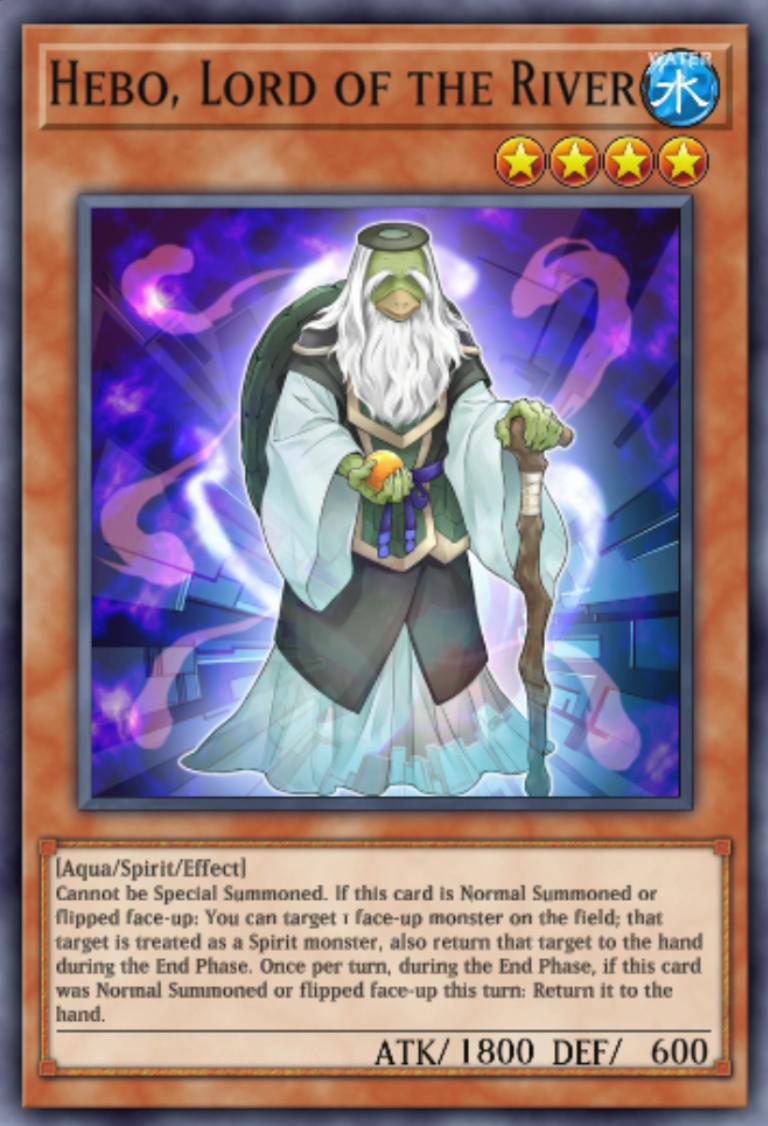 HEBO, LORD OF THE RIVER
WATER
水
[Aqua/Spirit/Effect]
Cannot be Special Summoned. If this card is Normal Summoned or
flipped face-up: You can target 1 face-up monster on the field; that
target is treated as a Spirit monster, also return that target to the hand
during the End Phase. Once per turn, during the End Phase, if this card
was Normal Summoned or flipped face-up this turn: Return it to the
hand.
ATK/ 1800 DEF/ 600